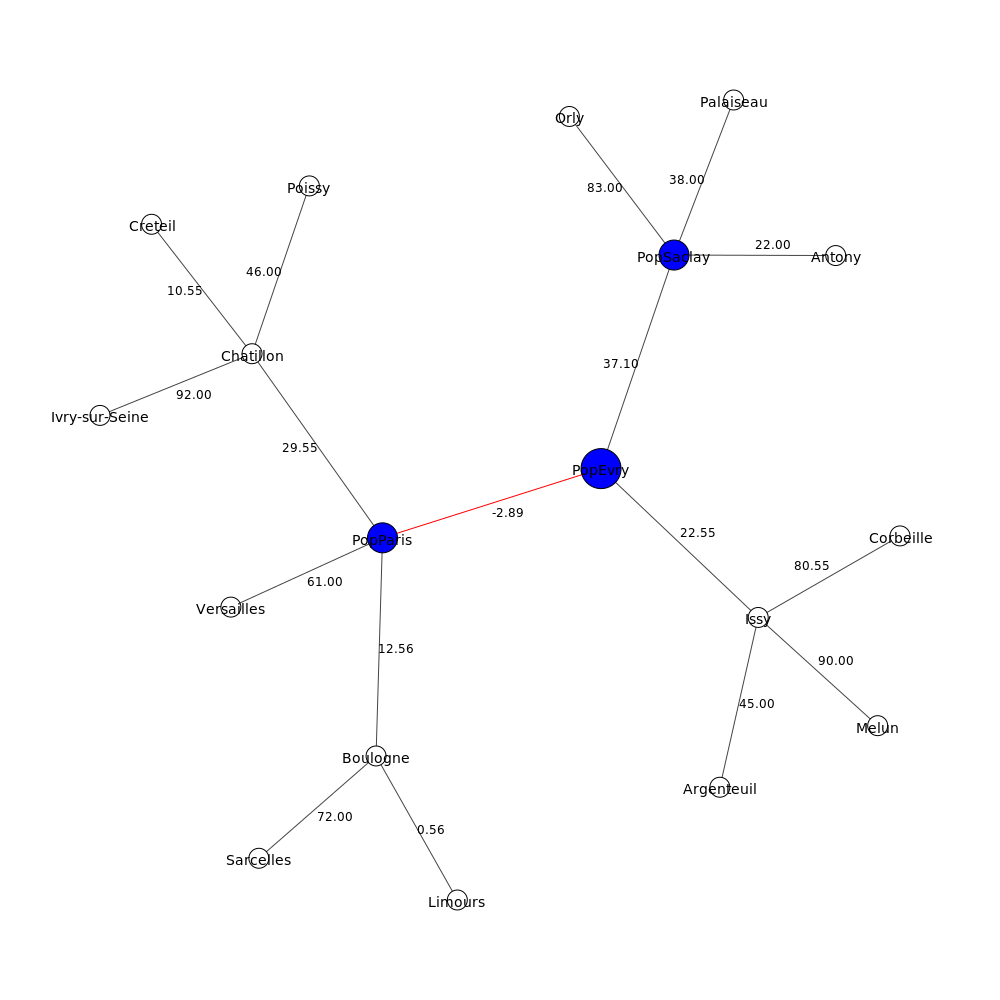 Palaiseau
Orly
38.00
Poissy
83.00
Creteil
22.00
PopSaclay
Antony
46.00
10.55
Chatillon
37.10
92.00
Ivry-sur-Seine
29.55
PopEvry
-2.89
22.55
Corbeille
PopParis
80.55
61.00
Versailles
Issy
12.56
90.00
45.00
Melun
Boulogne
Argenteuil
72.00
0.56
Sarcelles
Limours